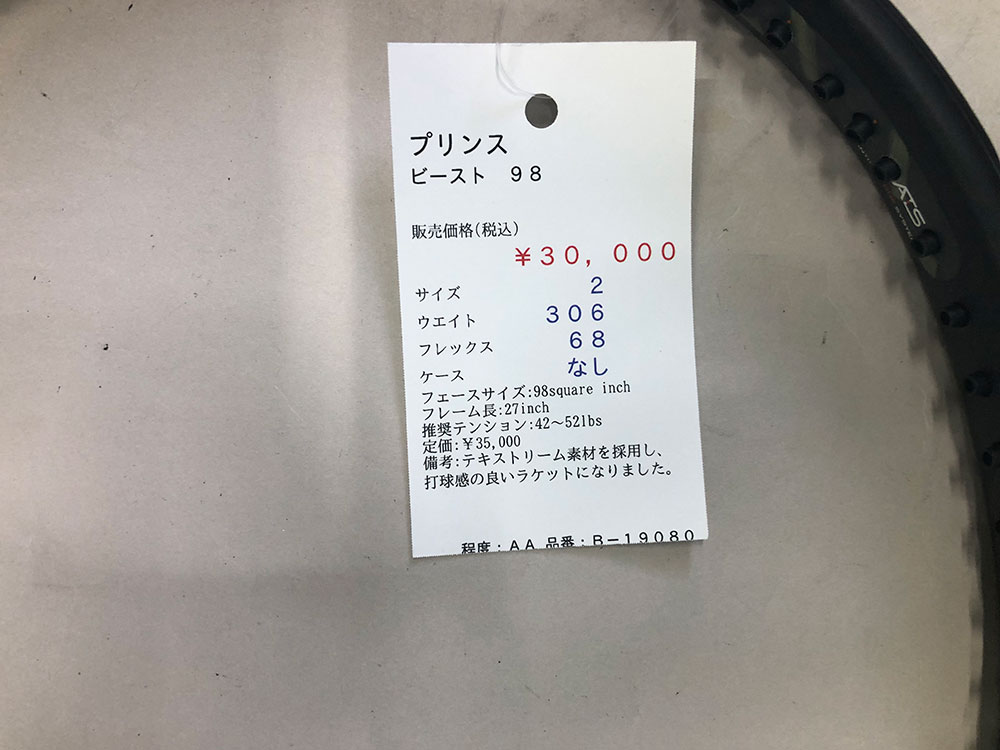 プリンス
ビースト 98
販売価格(税込)
¥30,000
サイズ 2
ウエイト 306
フレックス 68
ケース なし
フェースサイズ:98square inch
フレーム長:27inch
推奨テンション:42～52lbs
定価:¥35,000
備考:テキストリーム素材を採用し、
打球感の良いラケットになりました。
程度:AA 品番:B-19080
ATS